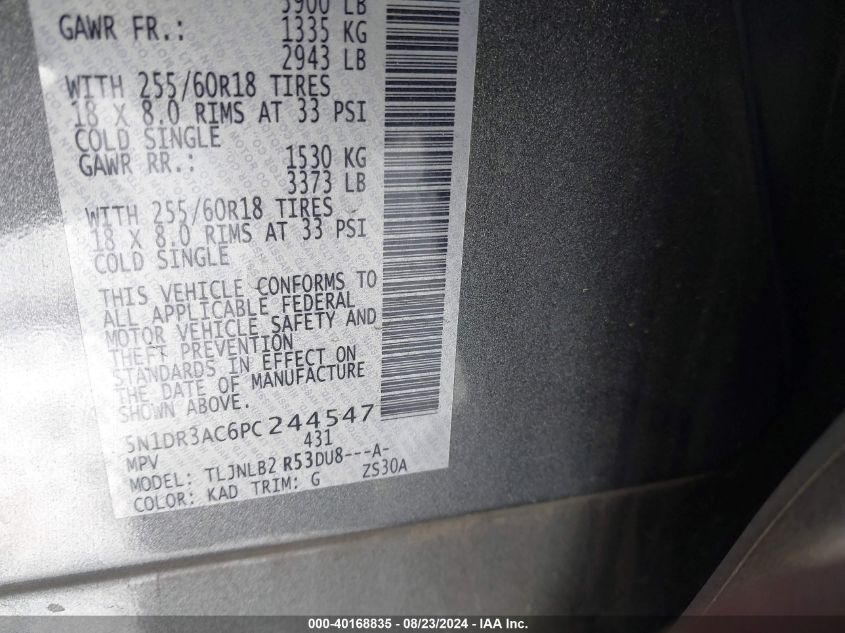 5900 LB
GAWR FR.: 1335 KG
2943 LB
WITH 255/60R18 TIRES
18 X 8.0 RIMS AT 33 PSI
COLD SINGLE
GAWR RR.: 1530 KG
3373 LB
WITH 255/60R18 TIRES
18 X 8.0 RIMS AT 33 PSI
COLD SINGLE
THIS VEHICLE CONFORMS TO
ALL APPLICABLE FEDERAL
MOTOR VEHICLE SAFETY AND
THEFT PREVENTION
STANDARDS IN EFFECT ON
THE DATE OF MANUFACTURE
SHOWN ABOVE.
5N1DR3AC6PC244547
MPV 431
MODEL: TLJNLB2 R53DU8---A-
COLOR: KAD TRIM: G ZS30A
000-40168835 - 08/23/2024 - IAA Inc.